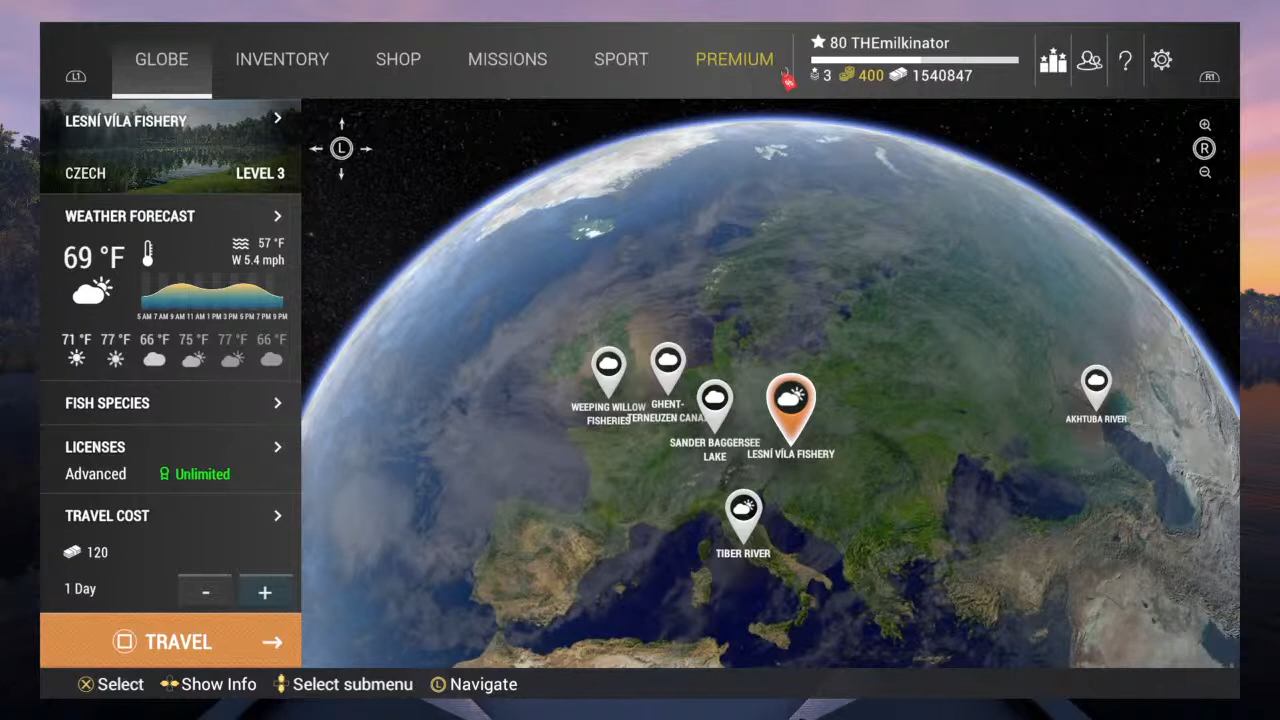 L1
GLOBE
INVENTORY
SHOP
MISSIONS
SPORT
PREMIUM
%
80 THEmilkinator
3 400 1540847
?
R1
LESNÍ VÍLA FISHERY
CZECH LEVEL 3
WEATHER FORECAST
69 °F
57 °F
W 5.4 mph
5 AM 7 AM 9 AM 11 AM 1 PM 3 PM 5 PM 7 PM 9 PM
71 °F 77 °F 66 °F 75 °F 77 °F 66 °F
FISH SPECIES
LICENSES
Advanced Unlimited
TRAVEL COST
120
1 Day - +
TRAVEL
L
R
WEEPING WILLOW
FISHERIES
GHENT-
TERNEUZEN CANA
SANDER BAGGERSEE
LAKE
LESNÍ VÍLA FISHERY
AKHTUBA RIVER
TIBER RIVER
Select Show Info Select submenu L Navigate